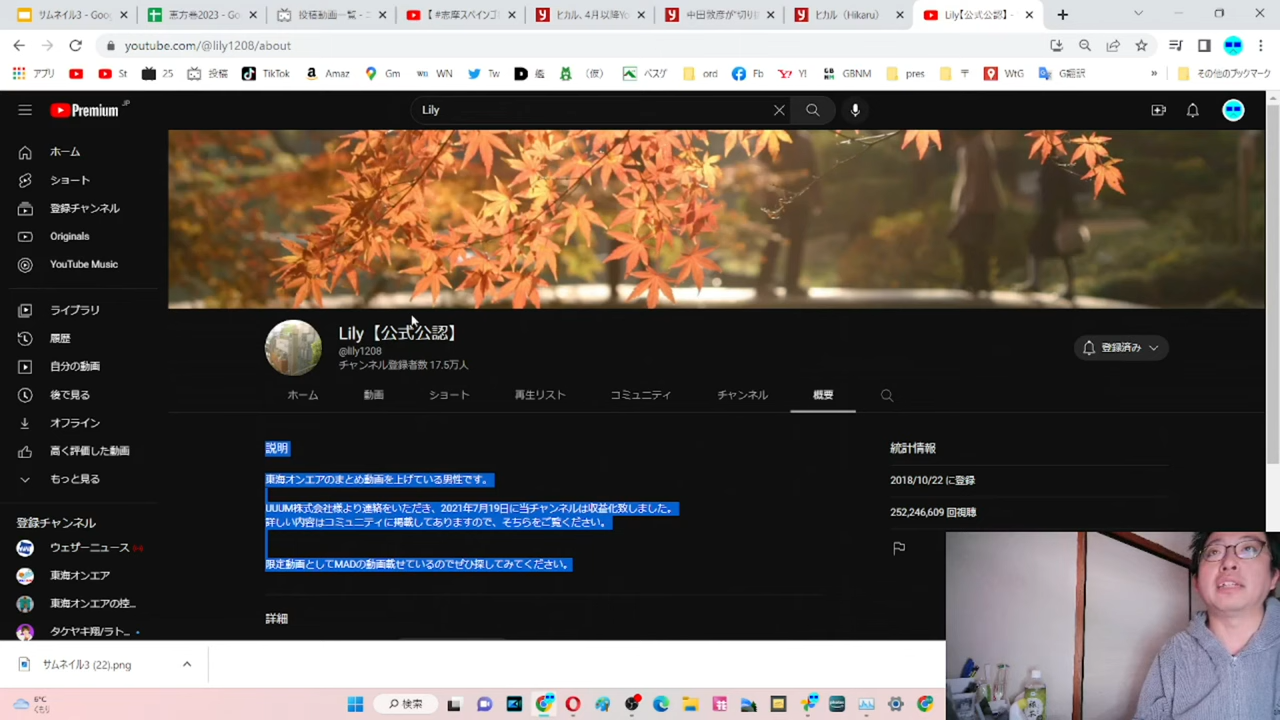 サムネイル3 - Goog
恵方巻2023 - Goo
投稿動画一覧 - ニ
【 #志摩スペイン
ヒカル、4月以降Yo
中田敦彦が"切り
ヒカル（Hikaru）
Lily【公式公認】 -
youtube.com/@lily1208/about
アプリ
St
25
投稿
TikTok
Amaz
Gm
WN
Tw
艦
（仮）
ord
Fb
Y!
GBNM
pres
〒
WtG
G翻訳
»
その他のブックマーク
Premium JP
Lily
ホーム
ショート
登録チャンネル
Originals
YouTube Music
ライブラリ
履歴
自分の動画
後で見る
オフライン
高く評価した動画
もっと見る
登録チャンネル
ウェザーニュース
東海オンエア
東海オンエアの控...
タケヤキ翔/ラト...
Lily【公式公認】
@lily1208
チャンネル登録者数 17.5万人
登録済み
ホーム
動画
ショート
再生リスト
コミュニティ
チャンネル
概要
説明
東海オンエアのまとめ動画を上げている男性です。
UUUM株式会社様より連絡をいただき、2021年7月19日に当チャンネルは収益化致しました。
詳しい内容はコミュニティに掲載してありますので、そちらをご覧ください。
限定動画としてMADの動画載せているのでぜひ探してみてください。
詳細
統計情報
2018/10/22 に登録
252,246,609 回視聴
サムネイル3 (22).png
6°C
くもり
検索